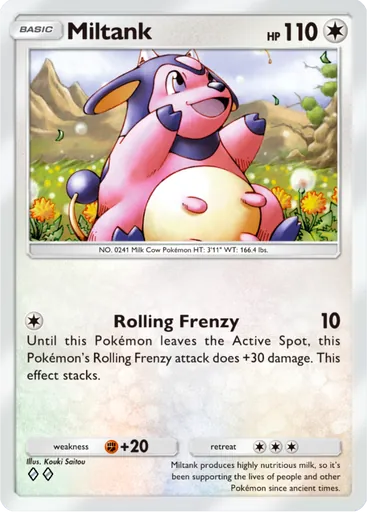 BASIC Miltank HP 110
NO. 0241 Milk Cow Pokémon HT: 3'11" WT: 166.4 lbs.
Rolling Frenzy 10
Until this Pokémon leaves the Active Spot, this
Pokémon's Rolling Frenzy attack does +30 damage. This
effect stacks.
weakness +20 retreat
Illus. Kouki Saitou
Miltank produces highly nutritious milk, so it's
been supporting the lives of people and other
Pokémon since ancient times.